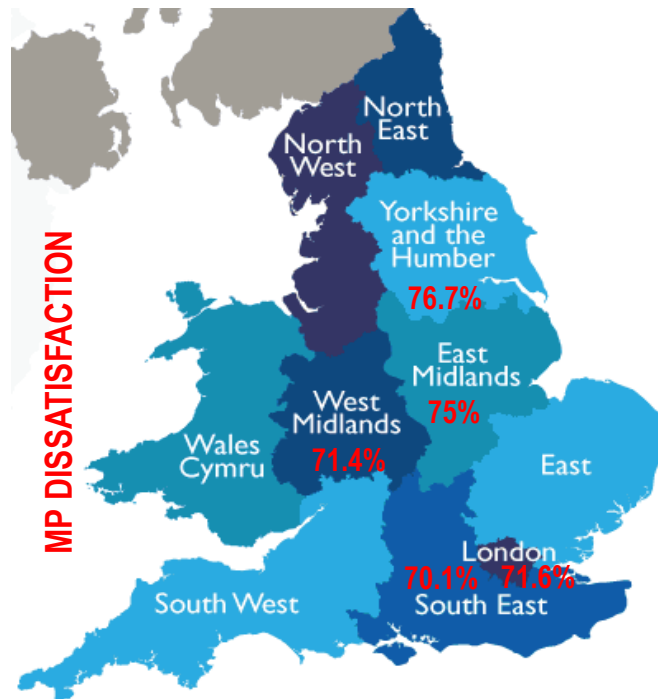 North
East
North
West
Yorkshire
and the
Humber
76.7%
MP DISSATISFACTION
East
Midlands
75%
West
Midlands
71.4%
Wales
Cymru
East
London
70.1% 71.6%
South West
South East